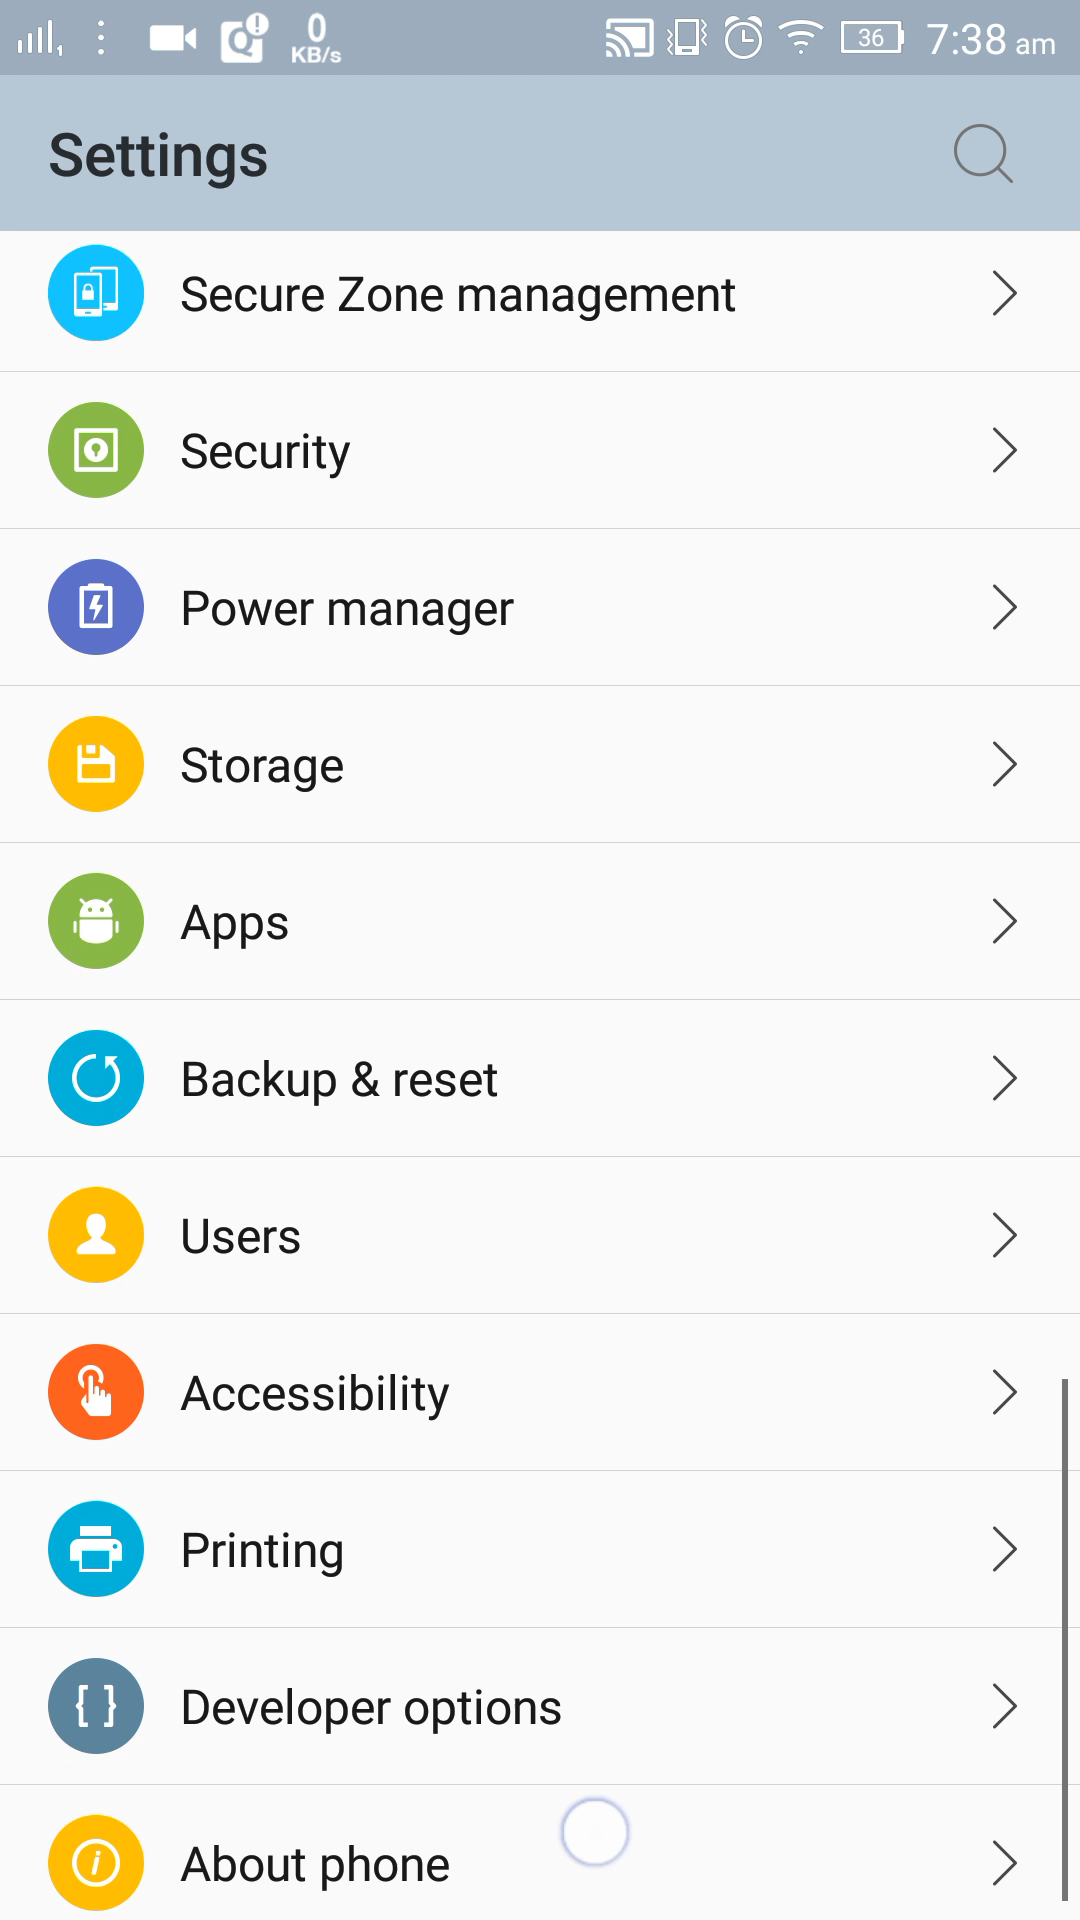 0 KB/s 36 7:38 am
Settings
Secure Zone management
Security
Power manager
Storage
Apps
Backup & reset
Users
Accessibility
Printing
Developer options
About phone